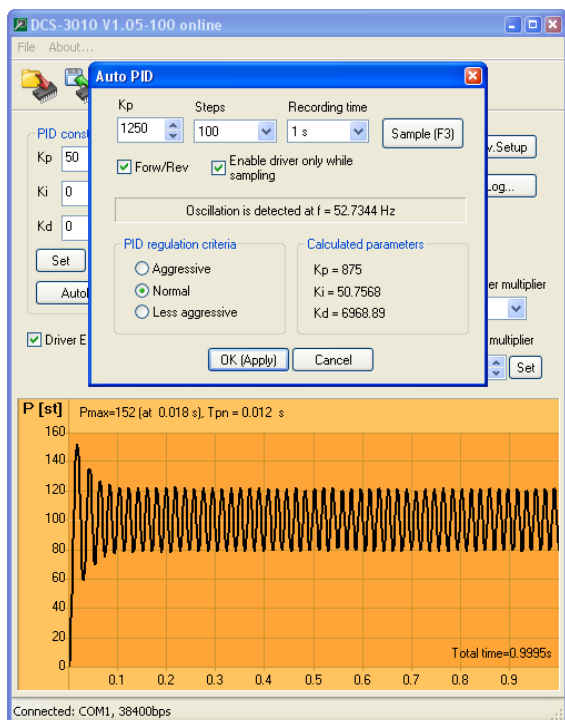 DCS-3010 V1.05-100 online
File About...
Auto PID
Kp Steps Recording time
1250 100 1 s Sample (F3)
Forw/Rev Enable driver only while sampling
Oscillation is detected at f = 52.7344 Hz
PID regulation criteria
Aggressive
Normal
Less aggressive
Calculated parameters
Kp = 875
Ki = 50.7568
Kd = 6968.89
OK (Apply) Cancel
PID const
Kp 50
Ki 0
Kd 0
Set
Auto
Driver E
v.Setup
Log...
er multiplier
multiplier
Set
P [st] Pmax=152 (at 0.018 s), Tpn = 0.012 s
160
140
120
100
80
60
40
20
0
Total time=0.9995s
0.1 0.2 0.3 0.4 0.5 0.6 0.7 0.8 0.9
Connected: COM1, 38400bps